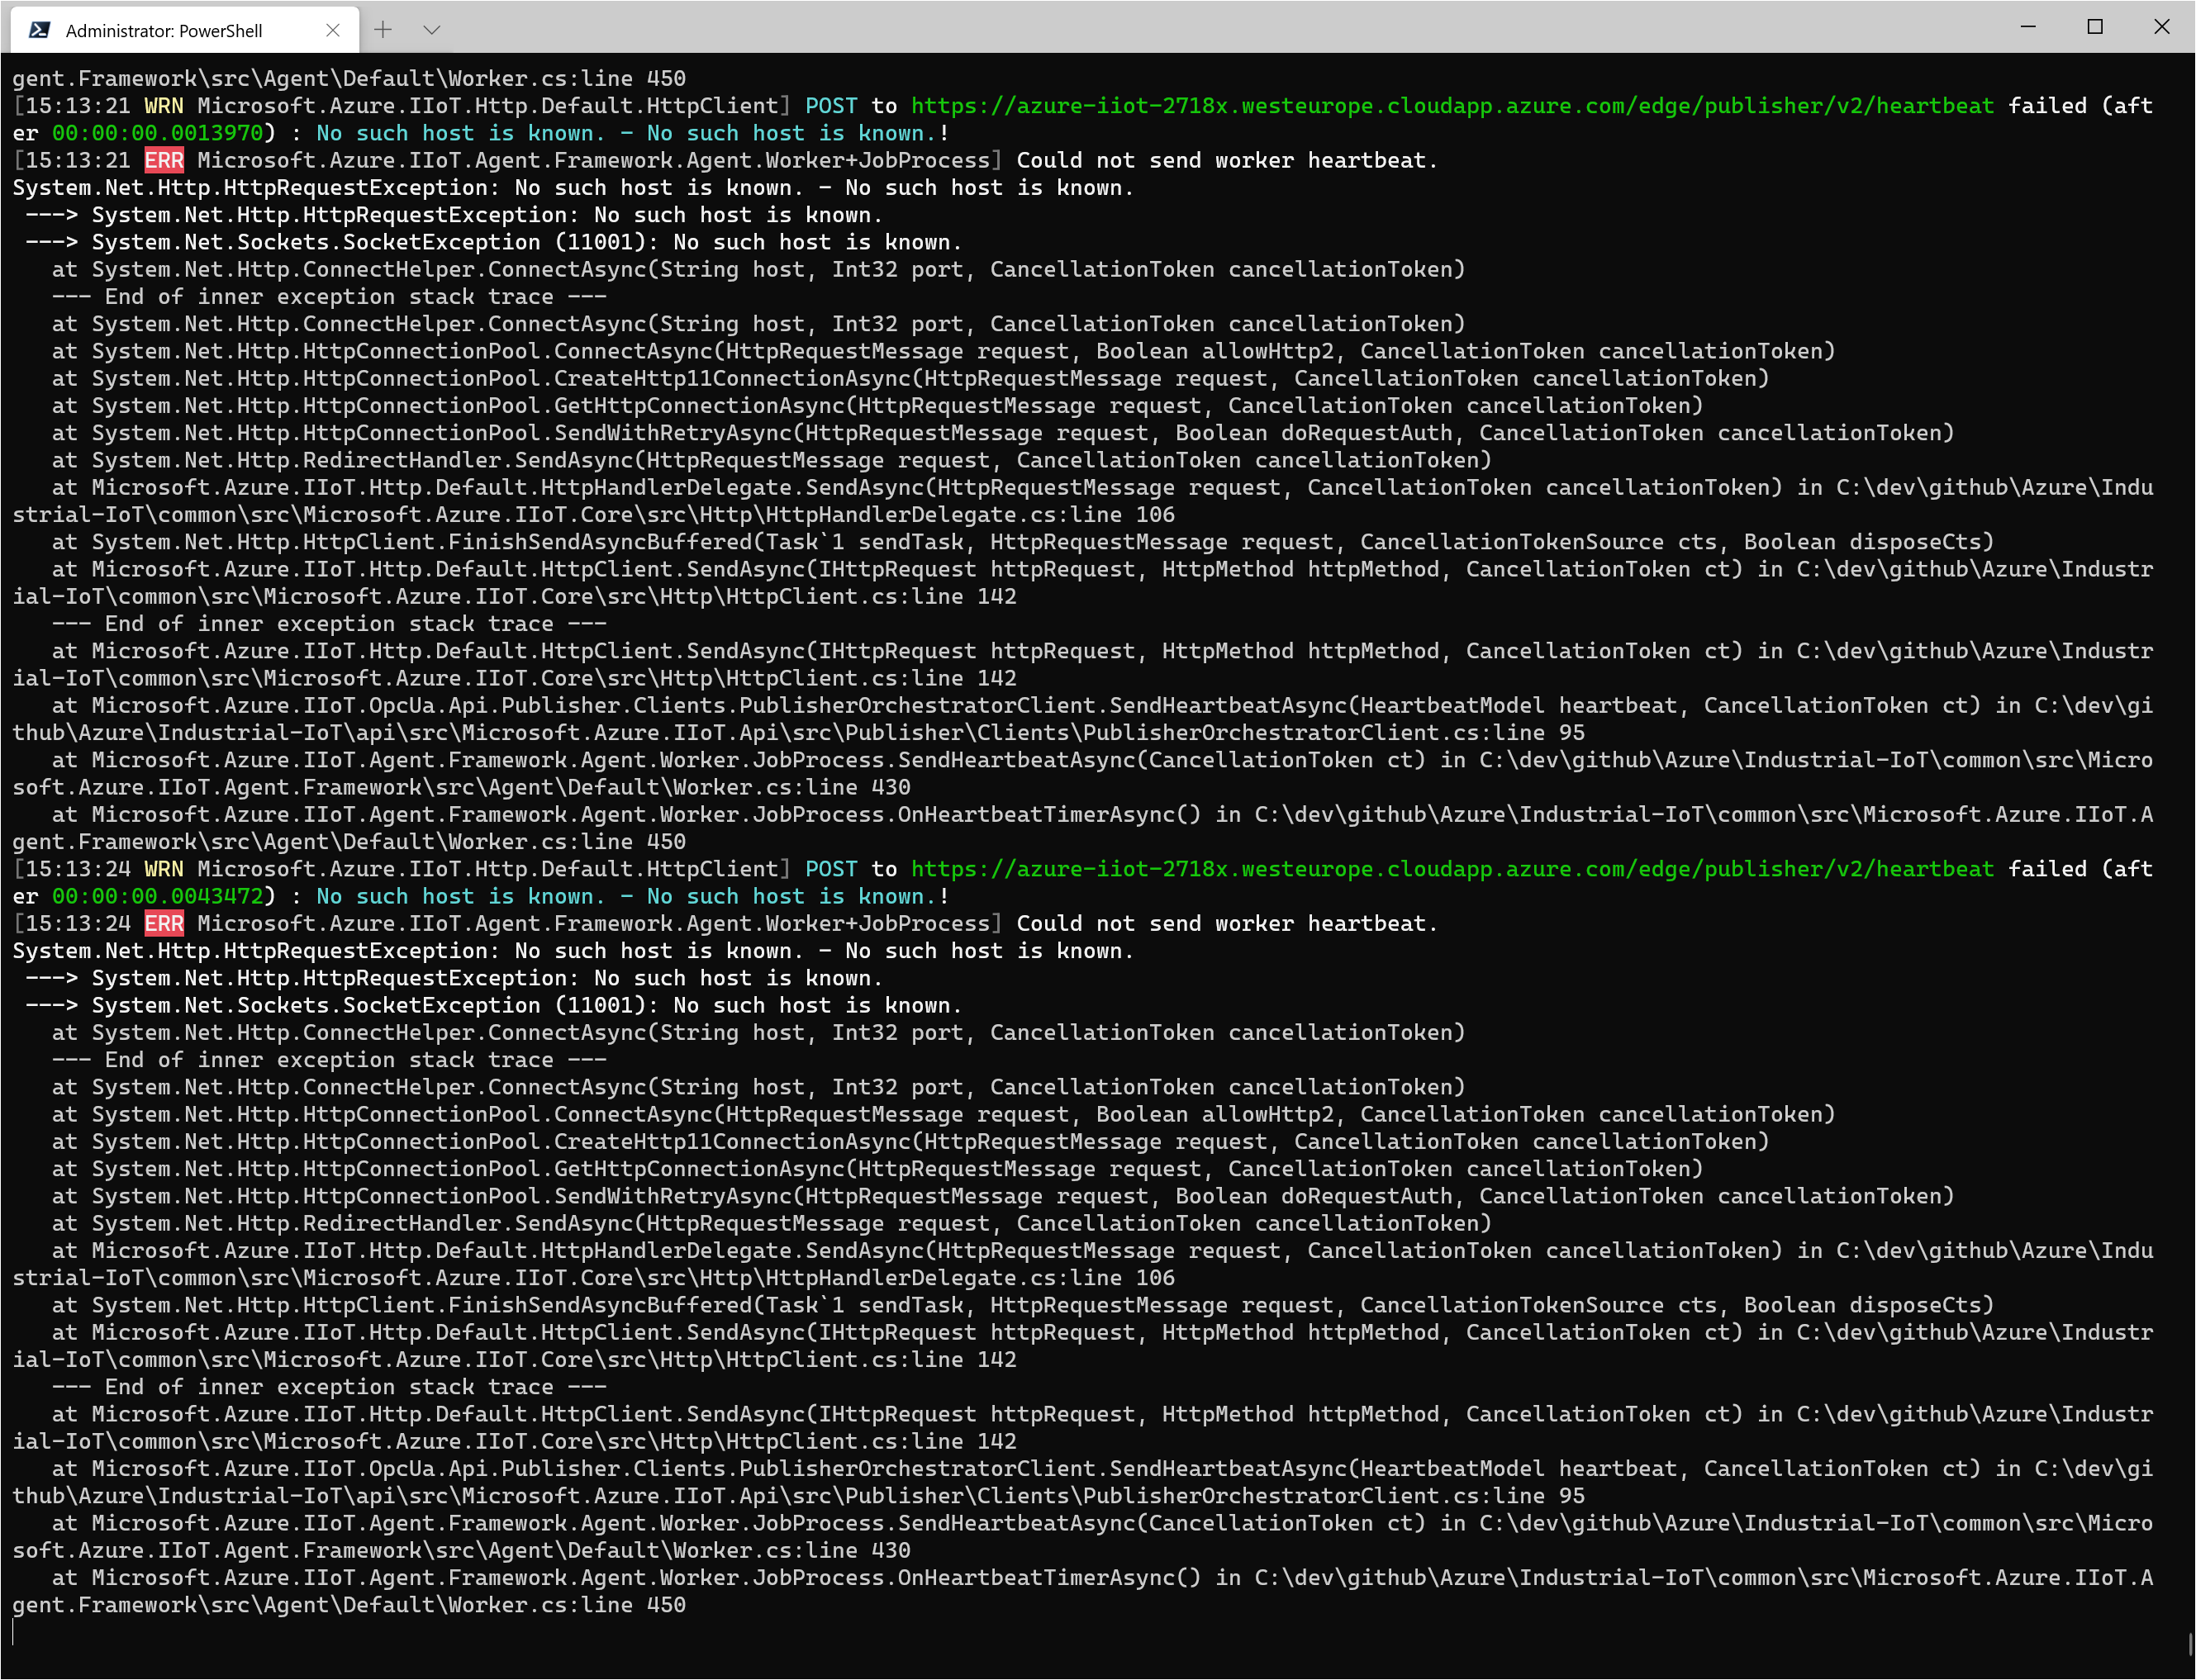 Administrator: PowerShell
gent.Framework\src\Agent\Default\Worker.cs:line 450
[15:13:21 WRN Microsoft.Azure.IIoT.Http.Default.HttpClient] POST to https://azure-iiot-2718x.westeurope.cloudapp.azure.com/edge/publisher/v2/heartbeat failed (aft
er 00:00:00.0013970) : No such host is known. - No such host is known.!
[15:13:21 ERR Microsoft.Azure.IIoT.Agent.Framework.Agent.Worker+JobProcess] Could not send worker heartbeat.
System.Net.Http.HttpRequestException: No such host is known. - No such host is known.
 ---> System.Net.Http.HttpRequestException: No such host is known.
 ---> System.Net.Sockets.SocketException (11001): No such host is known.
   at System.Net.Http.ConnectHelper.ConnectAsync(String host, Int32 port, CancellationToken cancellationToken)
   --- End of inner exception stack trace ---
   at System.Net.Http.ConnectHelper.ConnectAsync(String host, Int32 port, CancellationToken cancellationToken)
   at System.Net.Http.HttpConnectionPool.ConnectAsync(HttpRequestMessage request, Boolean allowHttp2, CancellationToken cancellationToken)
   at System.Net.Http.HttpConnectionPool.CreateHttp11ConnectionAsync(HttpRequestMessage request, CancellationToken cancellationToken)
   at System.Net.Http.HttpConnectionPool.GetHttpConnectionAsync(HttpRequestMessage request, CancellationToken cancellationToken)
   at System.Net.Http.HttpConnectionPool.SendWithRetryAsync(HttpRequestMessage request, Boolean doRequestAuth, CancellationToken cancellationToken)
   at System.Net.Http.RedirectHandler.SendAsync(HttpRequestMessage request, CancellationToken cancellationToken)
   at Microsoft.Azure.IIoT.Http.Default.HttpHandlerDelegate.SendAsync(HttpRequestMessage request, CancellationToken cancellationToken) in C:\dev\github\Azure\Indu
strial-IoT\common\src\Microsoft.Azure.IIoT.Core\src\Http\HttpHandlerDelegate.cs:line 106
   at System.Net.Http.HttpClient.FinishSendAsyncBuffered(Task`1 sendTask, HttpRequestMessage request, CancellationTokenSource cts, Boolean disposeCts)
   at Microsoft.Azure.IIoT.Http.Default.HttpClient.SendAsync(IHttpRequest httpRequest, HttpMethod httpMethod, CancellationToken ct) in C:\dev\github\Azure\Industr
ial-IoT\common\src\Microsoft.Azure.IIoT.Core\src\Http\HttpClient.cs:line 142
   --- End of inner exception stack trace ---
   at Microsoft.Azure.IIoT.Http.Default.HttpClient.SendAsync(IHttpRequest httpRequest, HttpMethod httpMethod, CancellationToken ct) in C:\dev\github\Azure\Industr
ial-IoT\common\src\Microsoft.Azure.IIoT.Core\src\Http\HttpClient.cs:line 142
   at Microsoft.Azure.IIoT.OpcUa.Api.Publisher.Clients.PublisherOrchestratorClient.SendHeartbeatAsync(HeartbeatModel heartbeat, CancellationToken ct) in C:\dev\gi
thub\Azure\Industrial-IoT\api\src\Microsoft.Azure.IIoT.Api\src\Publisher\Clients\PublisherOrchestratorClient.cs:line 95
   at Microsoft.Azure.IIoT.Agent.Framework.Agent.Worker.JobProcess.SendHeartbeatAsync(CancellationToken ct) in C:\dev\github\Azure\Industrial-IoT\common\src\Micro
soft.Azure.IIoT.Agent.Framework\src\Agent\Default\Worker.cs:line 430
   at Microsoft.Azure.IIoT.Agent.Framework.Agent.Worker.JobProcess.OnHeartbeatTimerAsync() in C:\dev\github\Azure\Industrial-IoT\common\src\Microsoft.Azure.IIoT.A
gent.Framework\src\Agent\Default\Worker.cs:line 450
[15:13:24 WRN Microsoft.Azure.IIoT.Http.Default.HttpClient] POST to https://azure-iiot-2718x.westeurope.cloudapp.azure.com/edge/publisher/v2/heartbeat failed (aft
er 00:00:00.0043472) : No such host is known. - No such host is known.!
[15:13:24 ERR Microsoft.Azure.IIoT.Agent.Framework.Agent.Worker+JobProcess] Could not send worker heartbeat.
System.Net.Http.HttpRequestException: No such host is known. - No such host is known.
 ---> System.Net.Http.HttpRequestException: No such host is known.
 ---> System.Net.Sockets.SocketException (11001): No such host is known.
   at System.Net.Http.ConnectHelper.ConnectAsync(String host, Int32 port, CancellationToken cancellationToken)
   --- End of inner exception stack trace ---
   at System.Net.Http.ConnectHelper.ConnectAsync(String host, Int32 port, CancellationToken cancellationToken)
   at System.Net.Http.HttpConnectionPool.ConnectAsync(HttpRequestMessage request, Boolean allowHttp2, CancellationToken cancellationToken)
   at System.Net.Http.HttpConnectionPool.CreateHttp11ConnectionAsync(HttpRequestMessage request, CancellationToken cancellationToken)
   at System.Net.Http.HttpConnectionPool.GetHttpConnectionAsync(HttpRequestMessage request, CancellationToken cancellationToken)
   at System.Net.Http.HttpConnectionPool.SendWithRetryAsync(HttpRequestMessage request, Boolean doRequestAuth, CancellationToken cancellationToken)
   at System.Net.Http.RedirectHandler.SendAsync(HttpRequestMessage request, CancellationToken cancellationToken)
   at Microsoft.Azure.IIoT.Http.Default.HttpHandlerDelegate.SendAsync(HttpRequestMessage request, CancellationToken cancellationToken) in C:\dev\github\Azure\Indu
strial-IoT\common\src\Microsoft.Azure.IIoT.Core\src\Http\HttpHandlerDelegate.cs:line 106
   at System.Net.Http.HttpClient.FinishSendAsyncBuffered(Task`1 sendTask, HttpRequestMessage request, CancellationTokenSource cts, Boolean disposeCts)
   at Microsoft.Azure.IIoT.Http.Default.HttpClient.SendAsync(IHttpRequest httpRequest, HttpMethod httpMethod, CancellationToken ct) in C:\dev\github\Azure\Industr
ial-IoT\common\src\Microsoft.Azure.IIoT.Core\src\Http\HttpClient.cs:line 142
   --- End of inner exception stack trace ---
   at Microsoft.Azure.IIoT.Http.Default.HttpClient.SendAsync(IHttpRequest httpRequest, HttpMethod httpMethod, CancellationToken ct) in C:\dev\github\Azure\Industr
ial-IoT\common\src\Microsoft.Azure.IIoT.Core\src\Http\HttpClient.cs:line 142
   at Microsoft.Azure.IIoT.OpcUa.Api.Publisher.Clients.PublisherOrchestratorClient.SendHeartbeatAsync(HeartbeatModel heartbeat, CancellationToken ct) in C:\dev\gi
thub\Azure\Industrial-IoT\api\src\Microsoft.Azure.IIoT.Api\src\Publisher\Clients\PublisherOrchestratorClient.cs:line 95
   at Microsoft.Azure.IIoT.Agent.Framework.Agent.Worker.JobProcess.SendHeartbeatAsync(CancellationToken ct) in C:\dev\github\Azure\Industrial-IoT\common\src\Micro
soft.Azure.IIoT.Agent.Framework\src\Agent\Default\Worker.cs:line 430
   at Microsoft.Azure.IIoT.Agent.Framework.Agent.Worker.JobProcess.OnHeartbeatTimerAsync() in C:\dev\github\Azure\Industrial-IoT\common\src\Microsoft.Azure.IIoT.A
gent.Framework\src\Agent\Default\Worker.cs:line 450